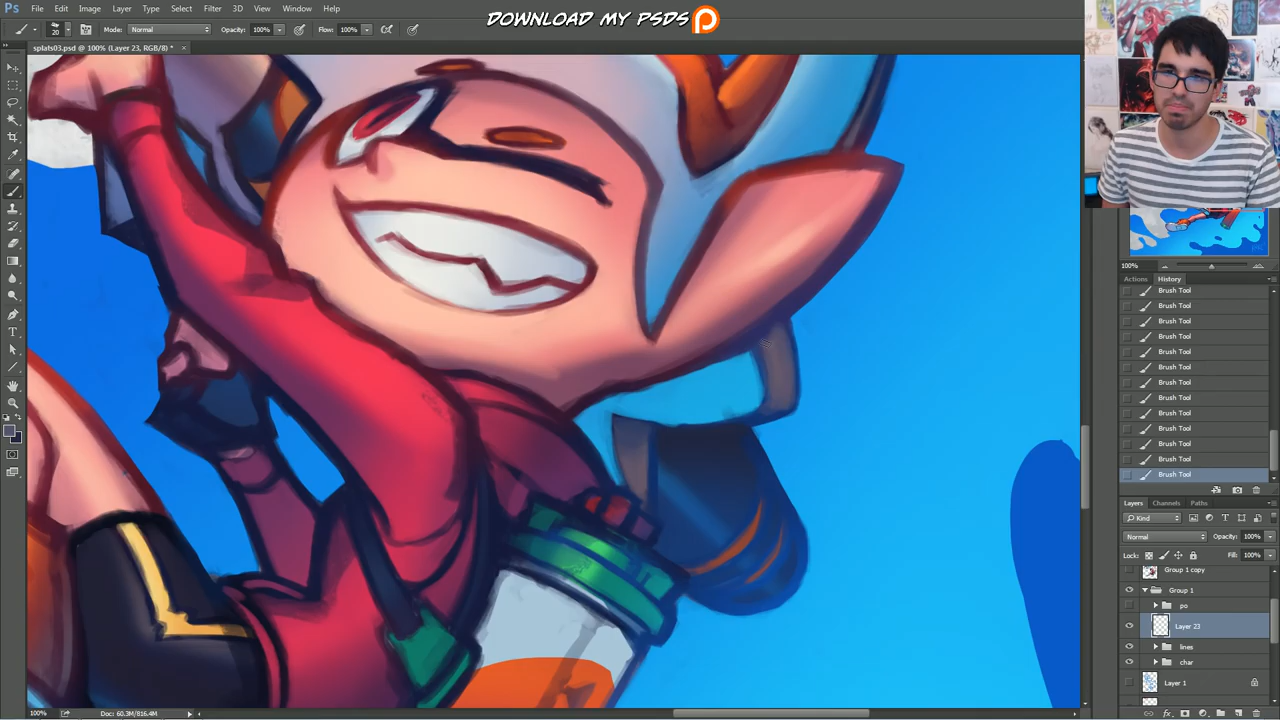 Ps File Edit Image Layer Type Select Filter 3D View Window Help
DOWNLOAD MY PSDS
20 Mode: Normal Opacity: 100% Flow: 100%
splats03.psd @ 100% (Layer 23, RGB/8) *
100%
Actions History
Brush Tool
Brush Tool
Brush Tool
Brush Tool
Brush Tool
Brush Tool
Brush Tool
Brush Tool
Brush Tool
Brush Tool
Brush Tool
Brush Tool
Brush Tool
Layers Channels Paths
Kind
Normal Opacity: 100%
Lock: Fill: 100%
Group 1 copy
Group 1
po
Layer 23
lines
char
Layer 1
100% Doc: 60.3M/816.4M